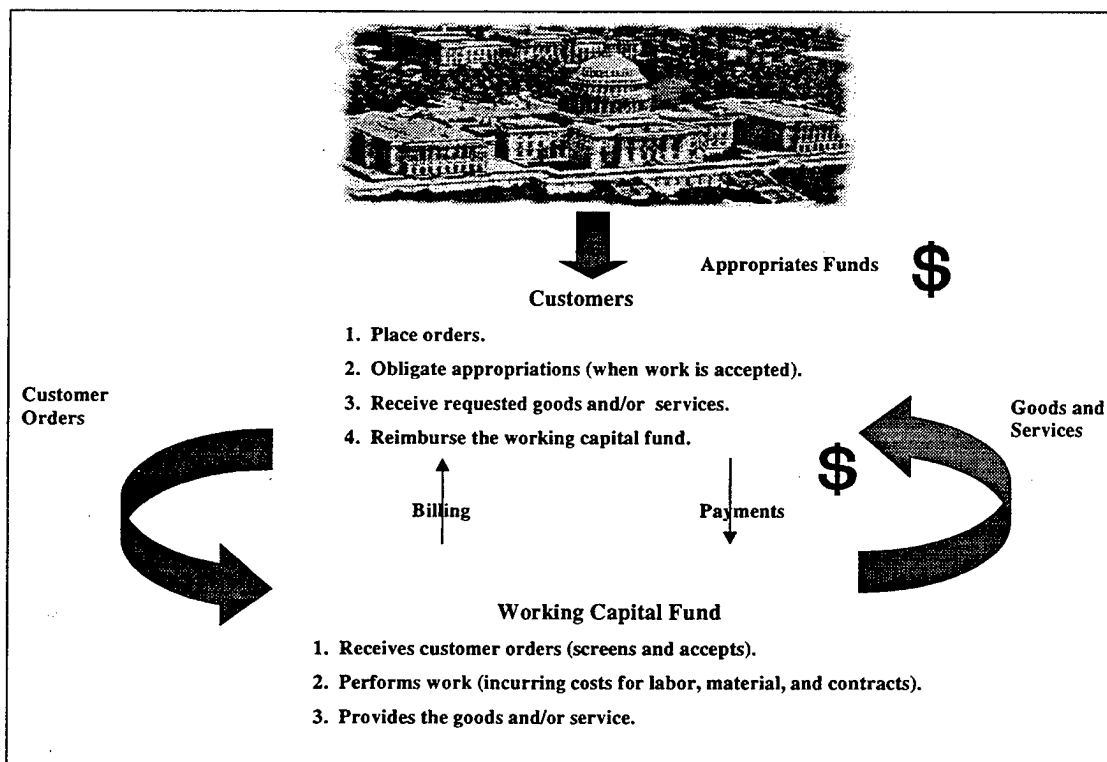 Appropriates Funds $
Customers
1. Place orders.
2. Obligate appropriations (when work is accepted).
3. Receive requested goods and/or services.
4. Reimburse the working capital fund.
Customer
Orders
Goods and
Services
$
Billing
Payments
Working Capital Fund
1. Receives customer orders (screens and accepts).
2. Performs work (incurring costs for labor, material, and contracts).
3. Provides the goods and/or service.